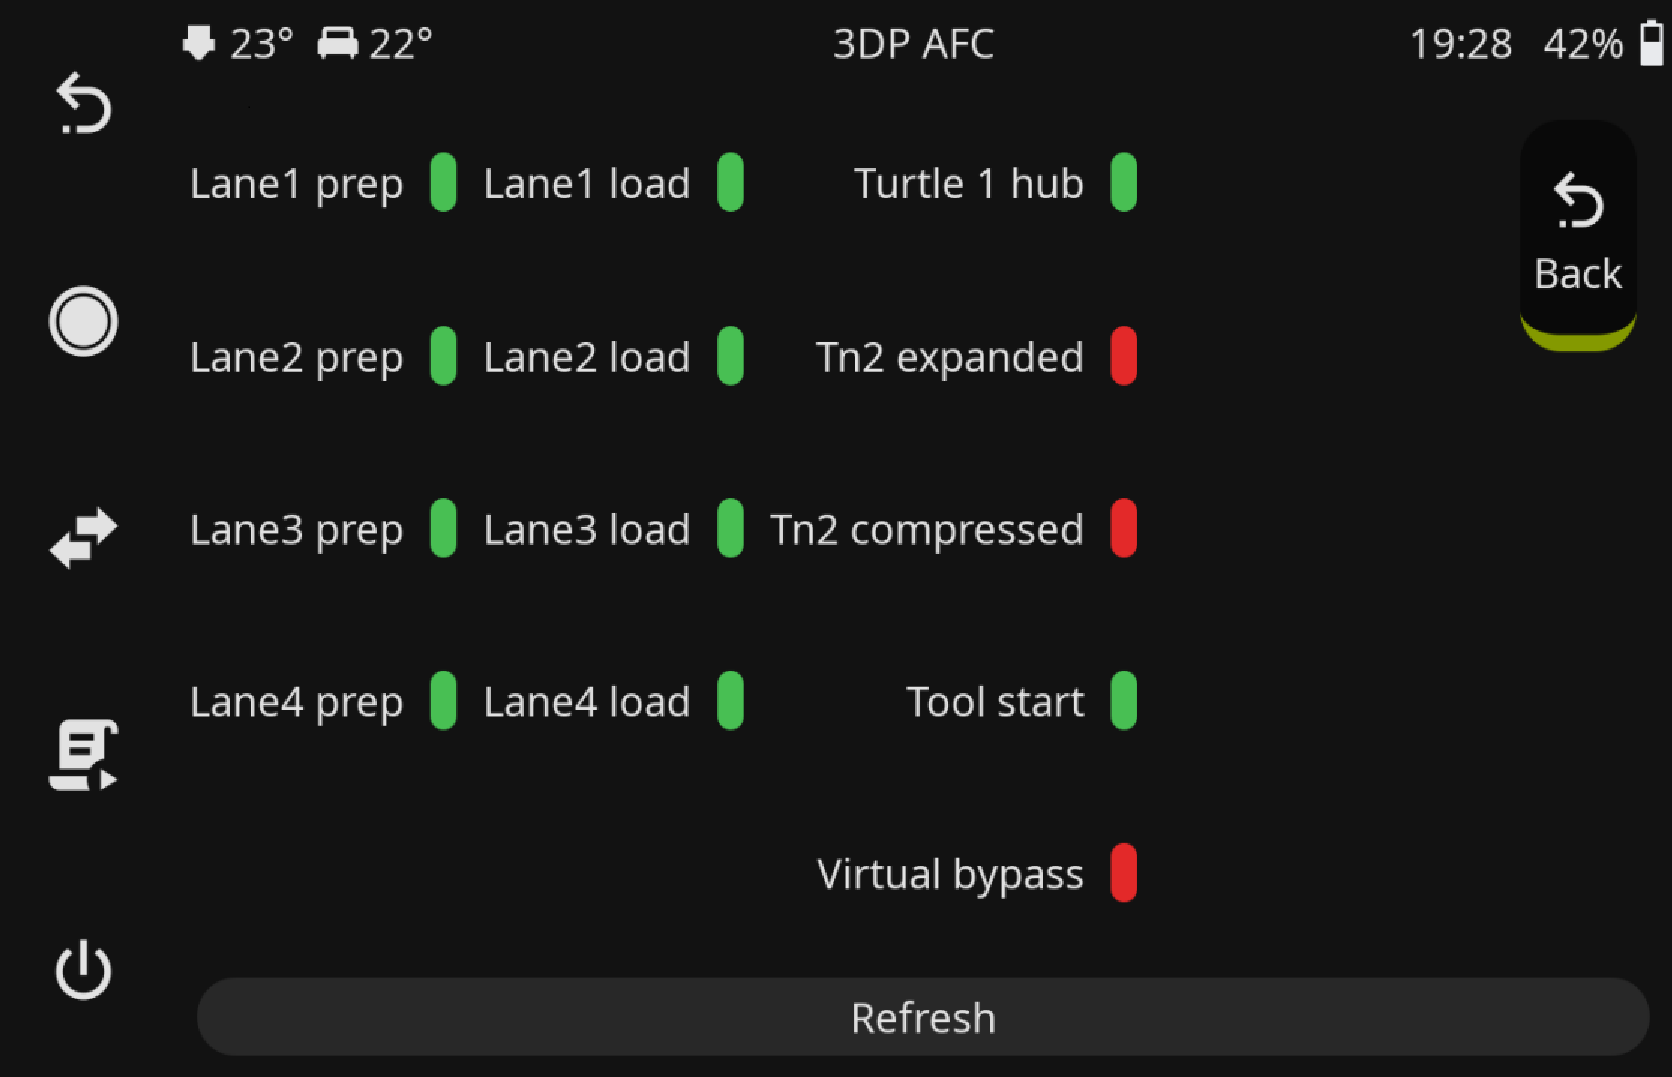 23° 22° 3DP AFC 19:28 42%
Lane1 prep Lane1 load Turtle 1 hub
Back
Lane2 prep Lane2 load Tn2 expanded
Lane3 prep Lane3 load Tn2 compressed
Lane4 prep Lane4 load Tool start
Virtual bypass
Refresh